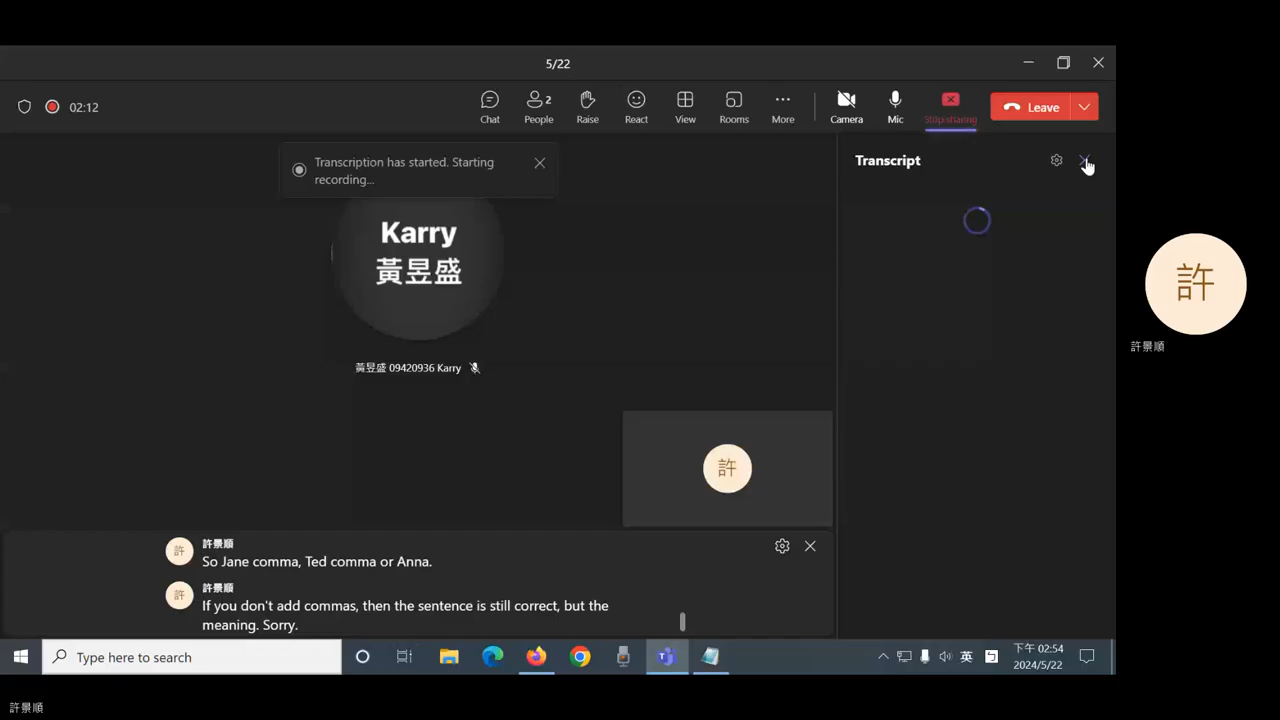 5/22
02:12
Chat
People
2
Raise
React
View
Rooms
More
Camera
Mic
Stop sharing
Leave
Transcription has started. Starting
recording...
Transcript
Karry
黃昱盛
黃昱盛 09420936 Karry
許
許
許景順
許
許景順
So Jane comma, Ted comma or Anna.
許
許景順
If you don't add commas, then the sentence is still correct, but the
meaning. Sorry.
Type here to search
英
下午 02:54
2024/5/22
許景順